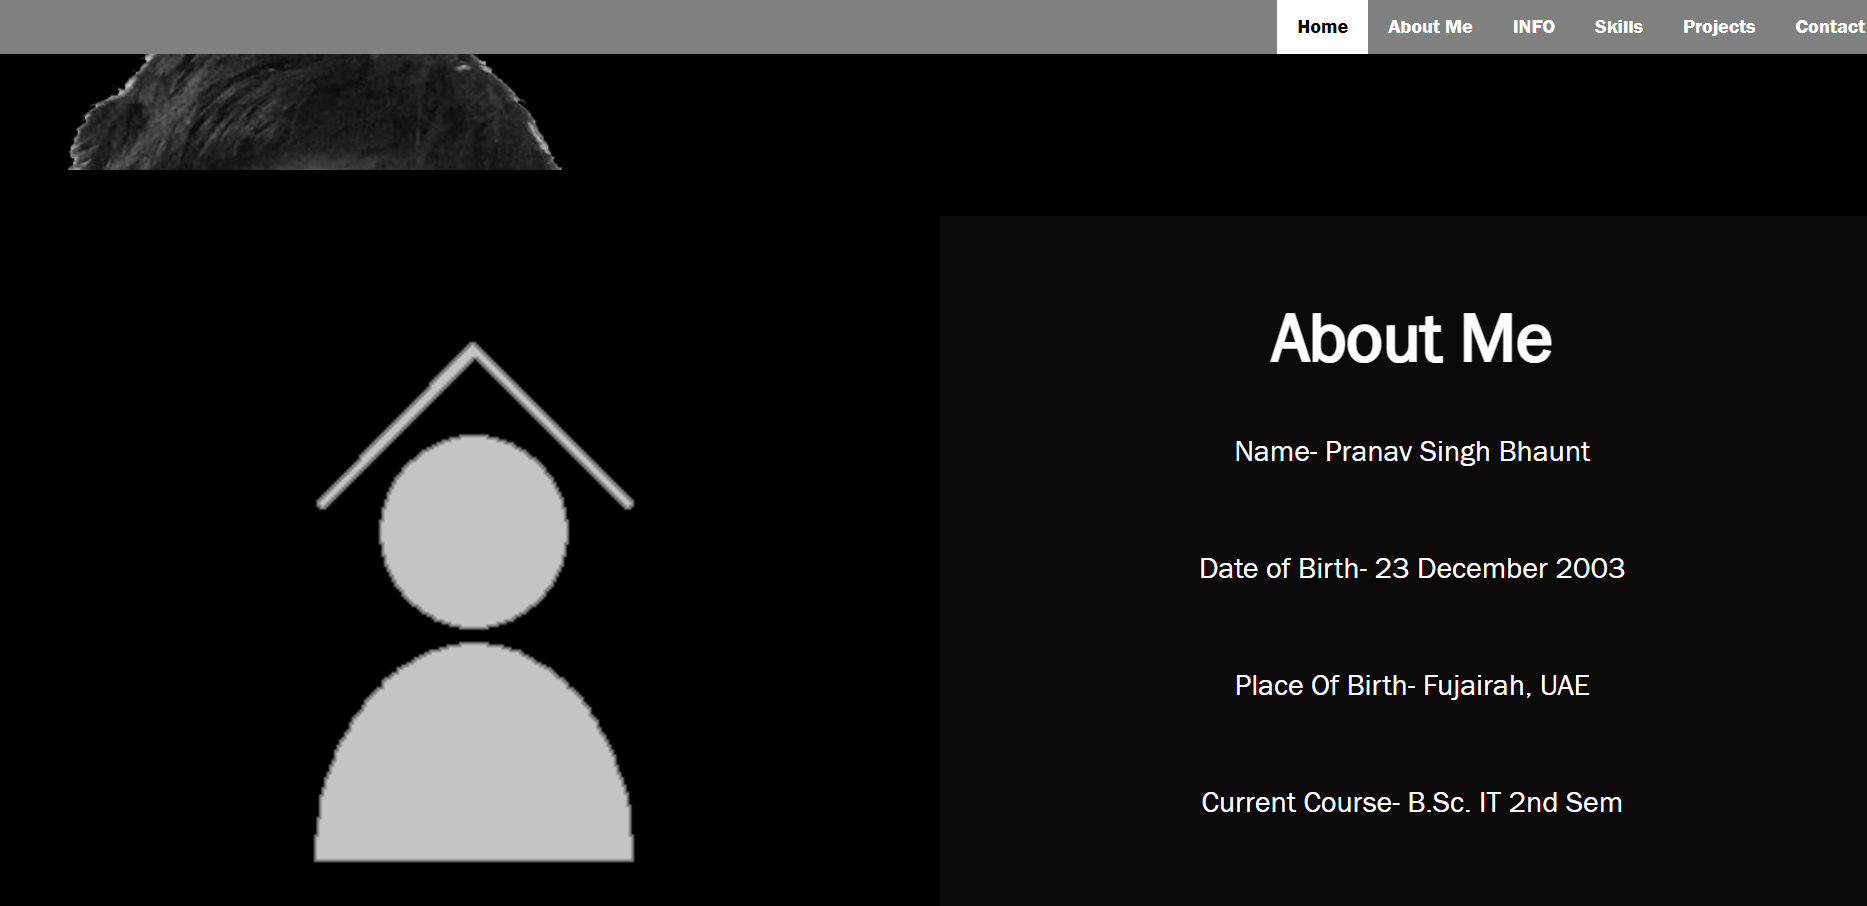 Home About Me INFO Skills Projects Contact
About Me
Name- Pranav Singh Bhaunt
Date of Birth- 23 December 2003
Place Of Birth- Fujairah, UAE
Current Course- B.Sc. IT 2nd Sem